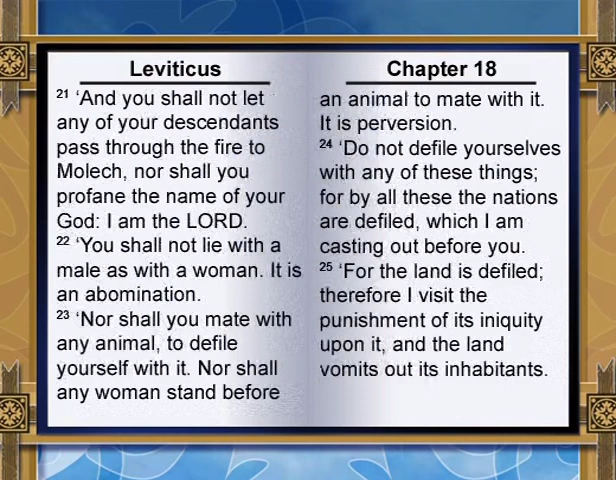 Leviticus
²¹ ‘And you shall not let
any of your descendants
pass through the fire to
Molech, nor shall you
profane the name of your
God: I am the LORD.
²² ‘You shall not lie with a
male as with a woman. It is
an abomination.
²³ ‘Nor shall you mate with
any animal, to defile
yourself with it. Nor shall
any woman stand before
Chapter 18
an animal to mate with it.
It is perversion.
²⁴ ‘Do not defile yourselves
with any of these things;
for by all these the nations
are defiled, which I am
casting out before you.
²⁵ ‘For the land is defiled;
therefore I visit the
punishment of its iniquity
upon it, and the land
vomits out its inhabitants.